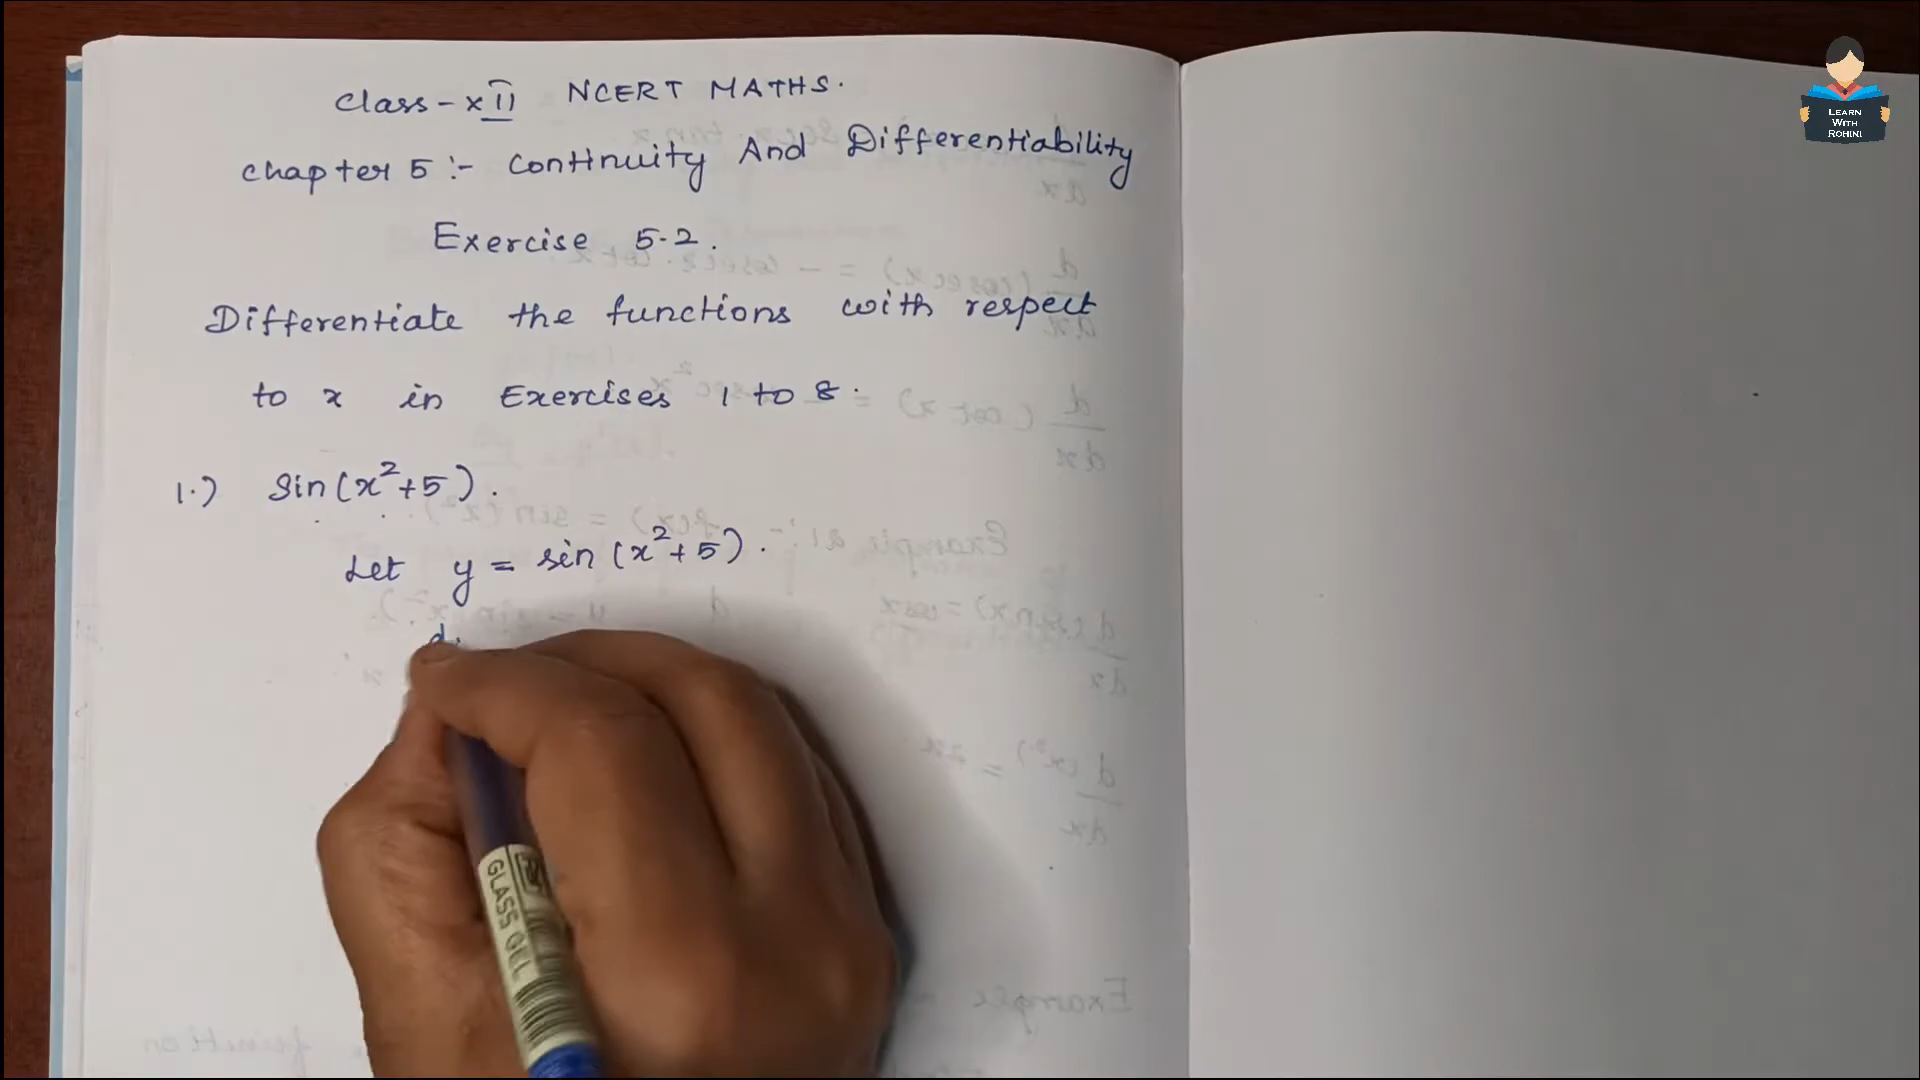 Class - XII NCERT MATHS.
Chapter 5 :- Continuity And Differentiability
Exercise 5.2.
Differentiate the functions with respect
to x in Exercises 1 to 8.
1.) Sin(x²+5).
Let y = sin(x²+5).
LEARN
WITH
ROHINI
GLASS GEL